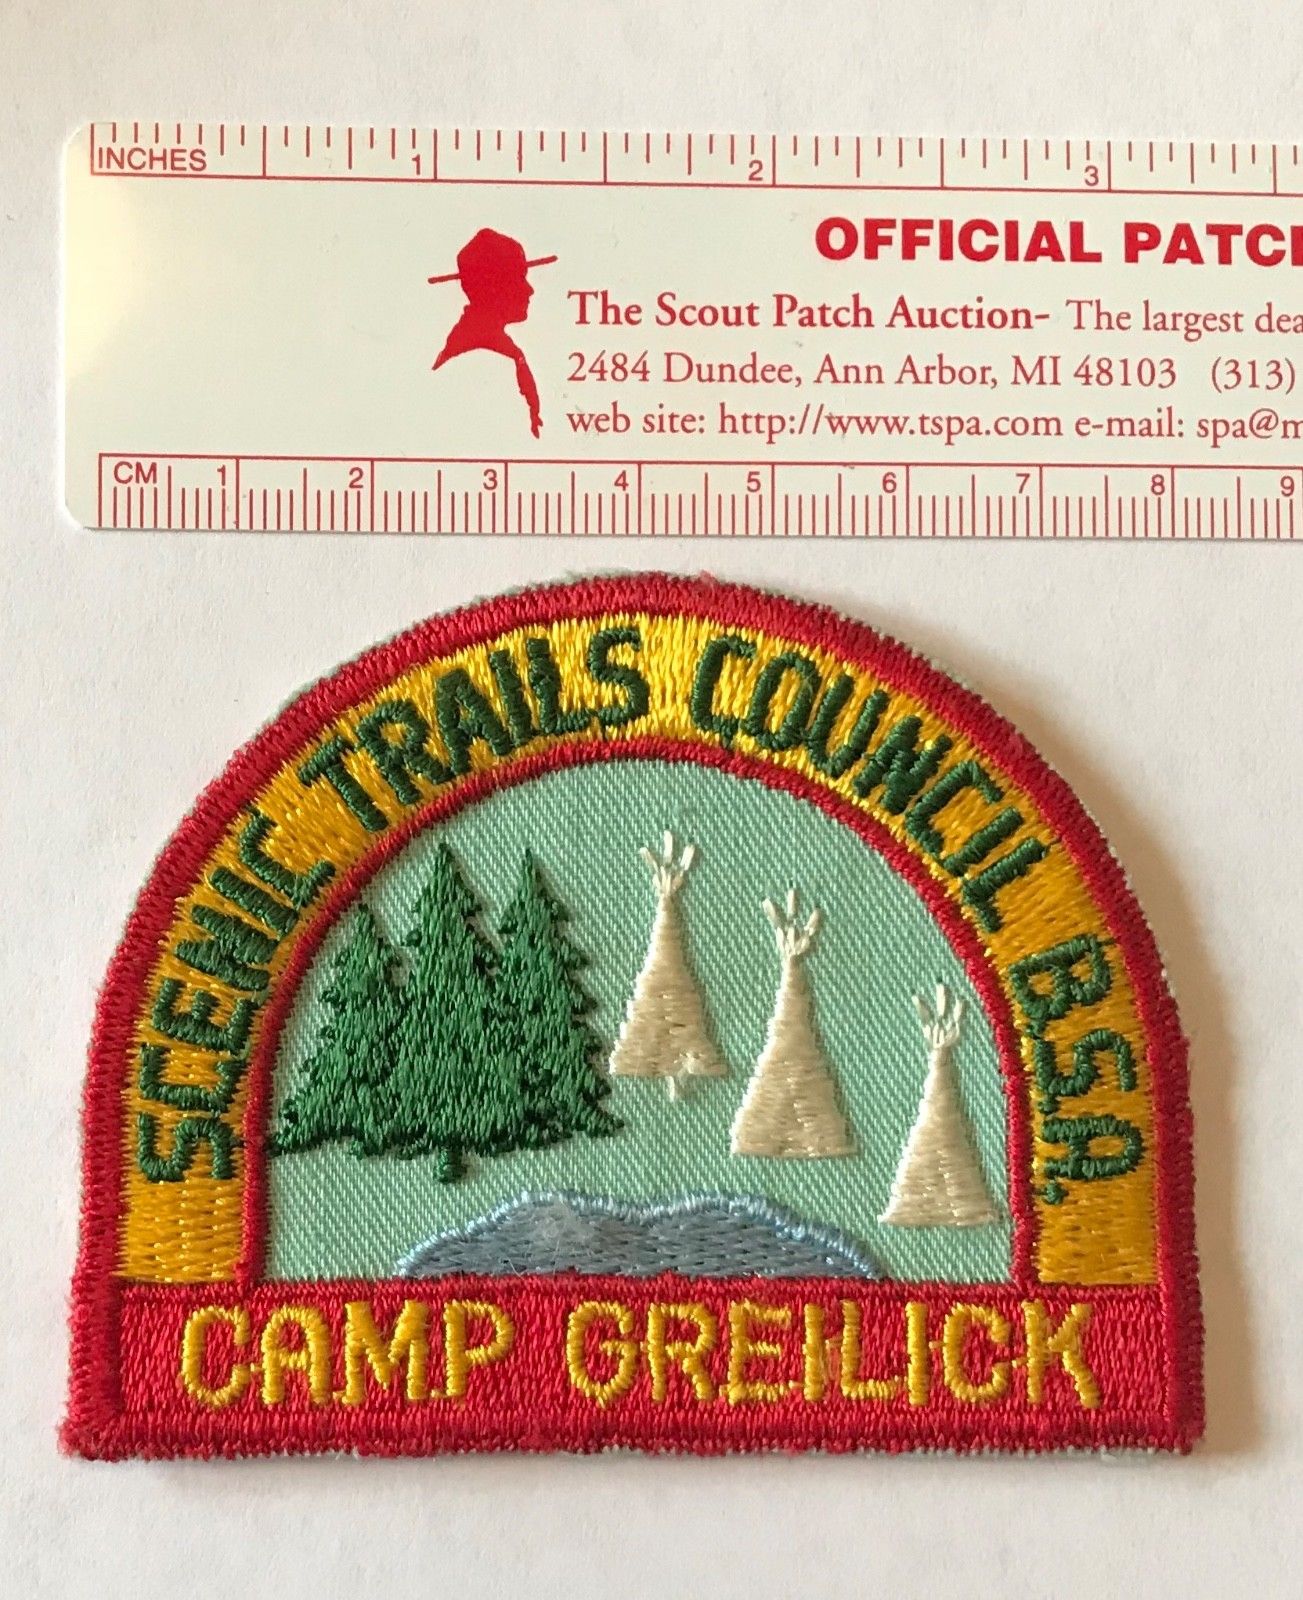 INCHES 1 2 3
OFFICIAL PATC
The Scout Patch Auction- The largest dea
2484 Dundee, Ann Arbor, MI 48103 (313)
web site: http://www.tspa.com e-mail: spa@m
CM 1 2 3 4 5 6 7 8 9
SCENIC TRAILS COUNCIL B.S.A.
CAMP GREILICK